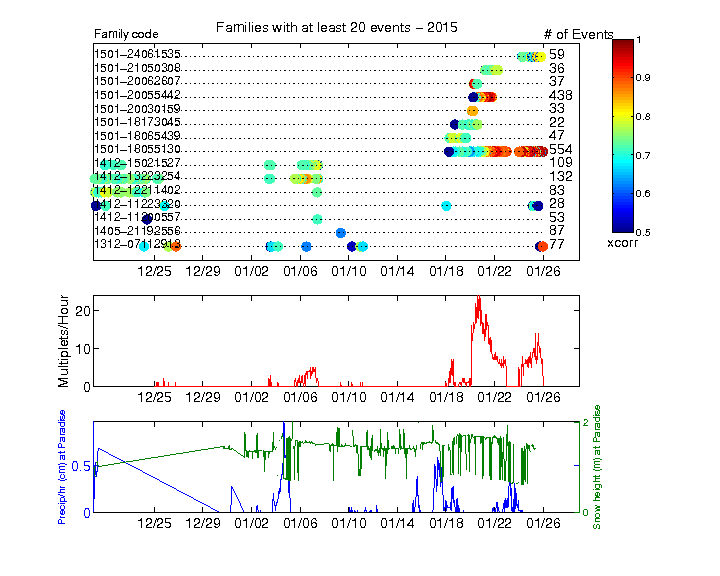 Families with at least 20 events − 2015
Family code
# of Events
1501−24061535 59
1501−21050308 36
1501−20062607 37
1501−20055442 438
1501−20030159 33
1501−18173045 22
1501−18065439 47
1501−18055130 554
1412−15021527 109
1412−13223254 132
1412−12211402 83
28
53
1405−21192556 87
77
12/25 12/29 01/02 01/06 01/10 01/14 01/18 01/22 01/26
1
0.9
0.8
0.7
0.6
0.5
xcorr
Multiplets/Hour
20
10
0
12/25 12/29 01/02 01/06 01/10 01/14 01/18 01/22 01/26
Precip/hr (cm) at Paradise
0.5
0
2
1
0
Snow height (m) at Paradise
12/25 12/29 01/02 01/06 01/10 01/14 01/18 01/22 01/26